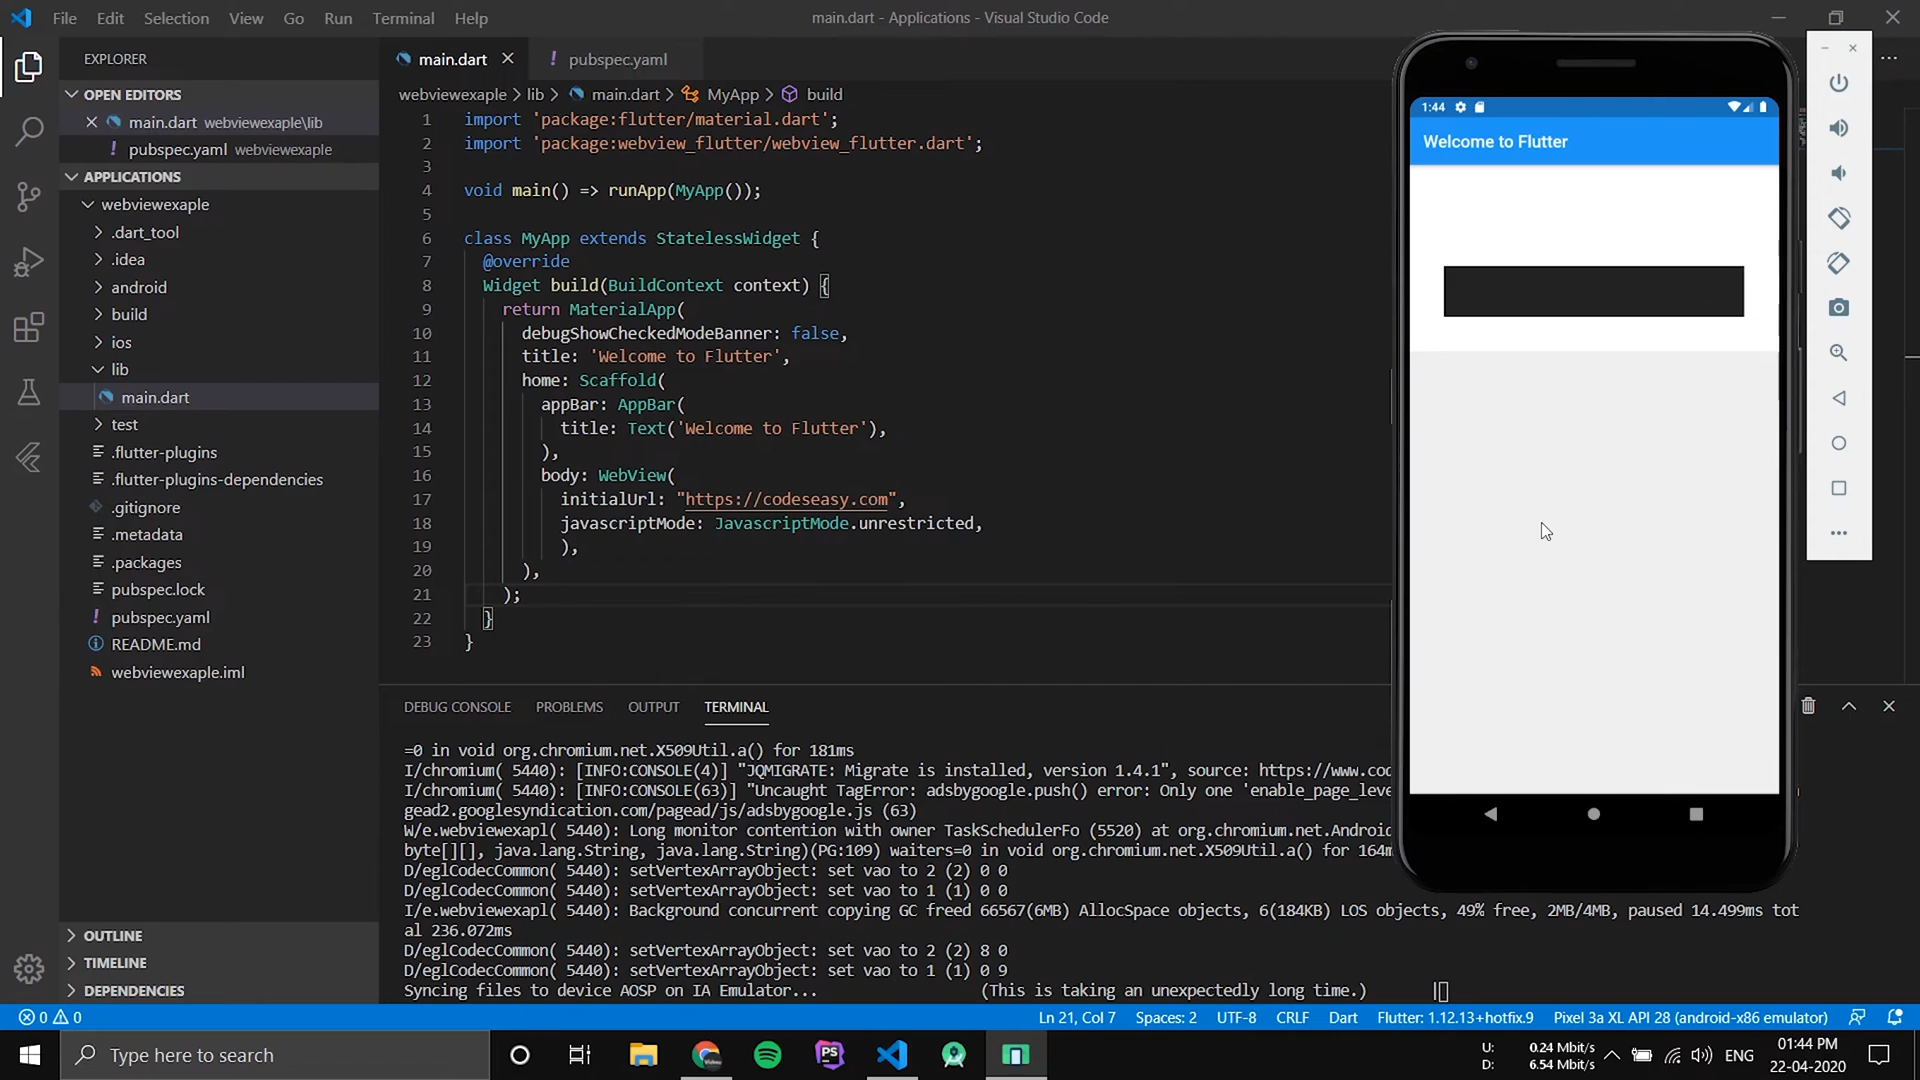 File Edit Selection View Go Run Terminal Help
main.dart - Applications - Visual Studio Code
EXPLORER
OPEN EDITORS
main.dart webviewexaple\lib
pubspec.yaml webviewexaple
APPLICATIONS
webviewexaple
.dart_tool
.idea
android
build
ios
lib
main.dart
test
.flutter-plugins
.flutter-plugins-dependencies
.gitignore
.metadata
.packages
pubspec.lock
pubspec.yaml
README.md
webviewexaple.iml
OUTLINE
TIMELINE
DEPENDENCIES
main.dart
pubspec.yaml
webviewexaple > lib > main.dart > MyApp > build
1 import 'package:flutter/material.dart';
2 import 'package:webview_flutter/webview_flutter.dart';
3
4 void main() => runApp(MyApp());
5
6 class MyApp extends StatelessWidget {
7 @override
8 Widget build(BuildContext context) {
9 return MaterialApp(
10 debugShowCheckedModeBanner: false,
11 title: 'Welcome to Flutter',
12 home: Scaffold(
13 appBar: AppBar(
14 title: Text('Welcome to Flutter'),
15 ),
16 body: WebView(
17 initialUrl: "https://codeseasy.com",
18 javascriptMode: JavascriptMode.unrestricted,
19 ),
20 ),
21 );
22 }
23 }
DEBUG CONSOLE PROBLEMS OUTPUT TERMINAL
=0 in void org.chromium.net.X509Util.a() for 181ms
I/chromium( 5440): [INFO:CONSOLE(4)] "JQMIGRATE: Migrate is installed, version 1.4.1", source: https://www.cod
I/chromium( 5440): [INFO:CONSOLE(63)] "Uncaught TagError: adsbygoogle.push() error: Only one 'enable_page_leve
gead2.googlesyndication.com/pagead/js/adsbygoogle.js (63)
W/e.webviewexapl( 5440): Long monitor contention with owner TaskSchedulerFo (5520) at org.chromium.net.Android
byte[][], java.lang.String, java.lang.String)(PG:109) waiters=0 in void org.chromium.net.X509Util.a() for 164m
D/eglCodecCommon( 5440): setVertexArrayObject: set vao to 2 (2) 0 0
D/eglCodecCommon( 5440): setVertexArrayObject: set vao to 1 (1) 0 0
I/e.webviewexapl( 5440): Background concurrent copying GC freed 66567(6MB) AllocSpace objects, 6(184KB) LOS objects, 49% free, 2MB/4MB, paused 14.499ms tot
al 236.072ms
D/eglCodecCommon( 5440): setVertexArrayObject: set vao to 2 (2) 8 0
D/eglCodecCommon( 5440): setVertexArrayObject: set vao to 1 (1) 0 9
Syncing files to device AOSP on IA Emulator... (This is taking an unexpectedly long time.)
1:44
Welcome to Flutter
0 0
Ln 21, Col 7 Spaces: 2 UTF-8 CRLF Dart Flutter: 1.12.13+hotfix.9 Pixel 3a XL API 28 (android-x86 emulator)
Type here to search
U: 0.24 Mbit/s
D: 6.54 Mbit/s
ENG
01:44 PM
22-04-2020